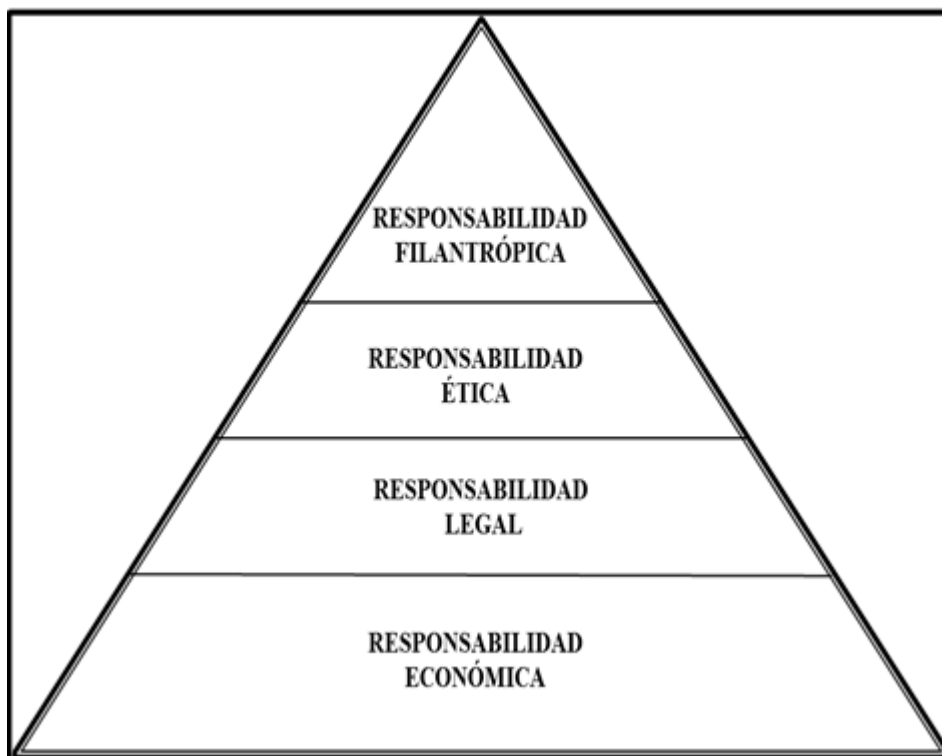 RESPONSABILIDAD
FILANTRÓPICA
RESPONSABILIDAD
ÉTICA
RESPONSABILIDAD
LEGAL
RESPONSABILIDAD
ECONÓMICA